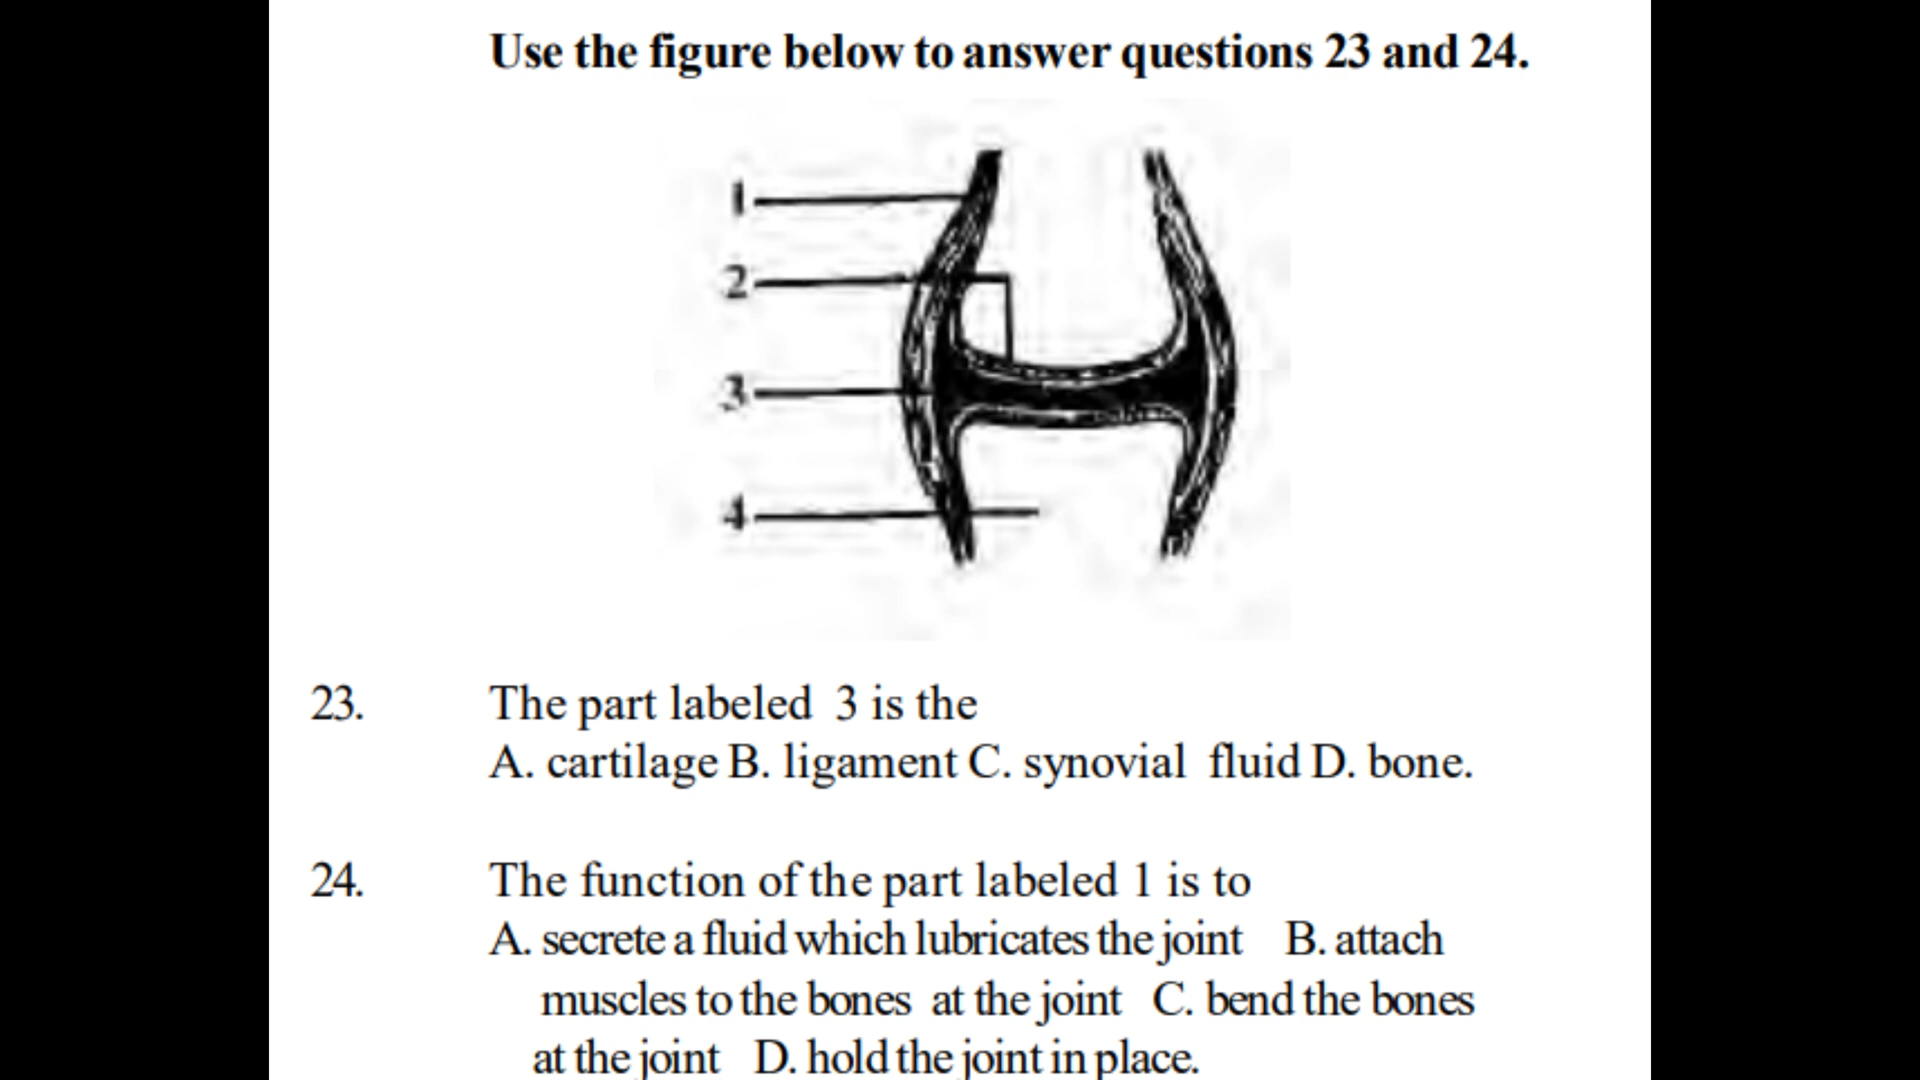 Use the figure below to answer questions 23 and 24.
1
2
3
4
23. The part labeled 3 is the
A. cartilage B. ligament C. synovial fluid D. bone.
24. The function of the part labeled 1 is to
A. secrete a fluid which lubricates the joint B. attach
muscles to the bones at the joint C. bend the bones
at the joint D. hold the joint in place.